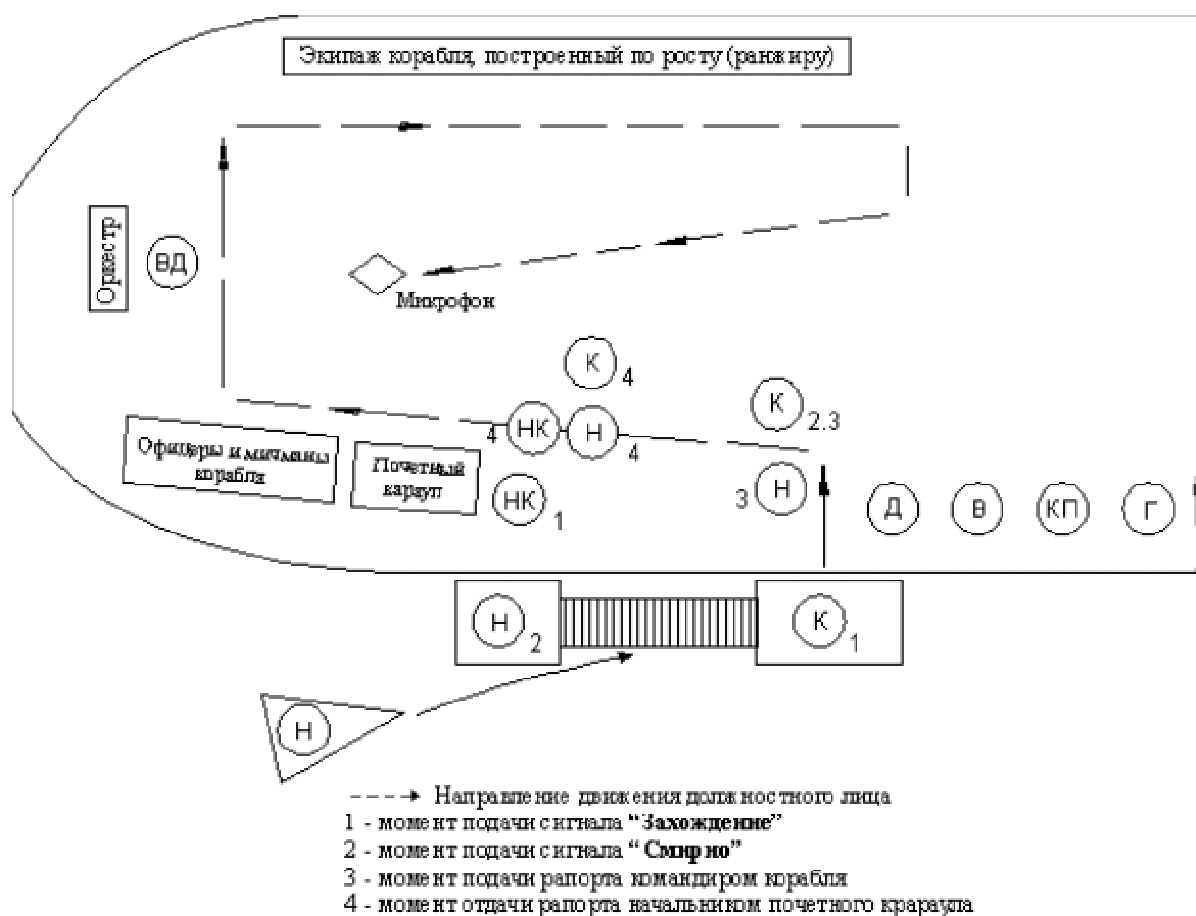 Экипаж корабля, построенный по росту (ранжиру)
Оркестр
ВД
Микрофон
К
4
К
2.3
4
НК
Н
4
Офицеры и мичманы
корабля
Почетный
караул
НК
1
3
Н
Д
В
КП
Г
Н
2
К
1
Н
Направление движения должностного лица
1 - момент подачи сигнала “Захождение”
2 - момент подачи сигнала “Смирно”
3 - момент подачи рапорта командиром корабля
4 - момент отдачи рапорта начальником почетного крараула